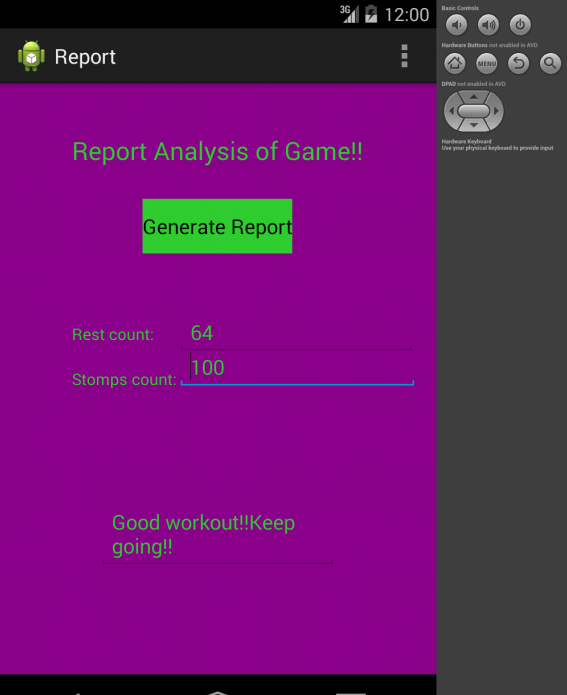 3G 12:00
Report
Report Analysis of Game!!
Generate Report
Rest count: 64
Stomps count: 100
Good workout!!Keep
going!!
Basic Controls
Hardware Buttons not enabled in AVD
MENU
DPAD not enabled in AVD
Hardware Keyboard
Use your physical keyboard to provide input